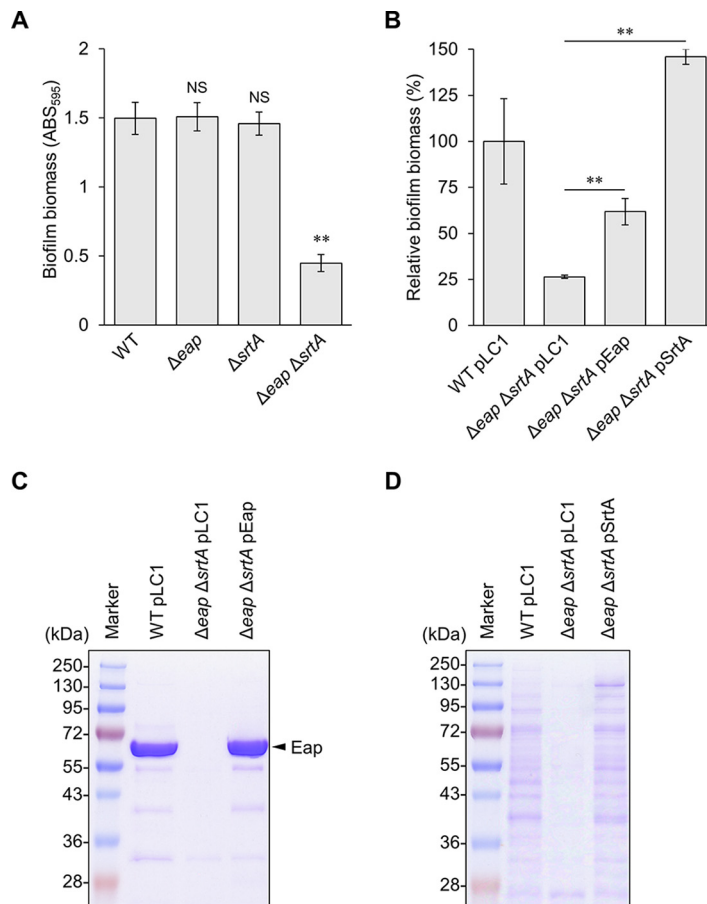 A
Biofilm biomass (ABS595)
2
1.5
1
0.5
0
NS
NS
**
WT
Δeap
ΔsrtA
Δeap ΔsrtA
B
Relative biofilm biomass (%)
150
125
100
75
50
25
0
**
**
WT pLC1
Δeap ΔsrtA pLC1
Δeap ΔsrtA pEap
Δeap ΔsrtA pSrtA
C
(kDa)
Marker
WT pLC1
Δeap ΔsrtA pLC1
Δeap ΔsrtA pEap
250
130
95
72
55
43
36
28
Eap
D
(kDa)
Marker
WT pLC1
Δeap ΔsrtA pLC1
Δeap ΔsrtA pSrtA
250
130
95
72
55
43
36
28